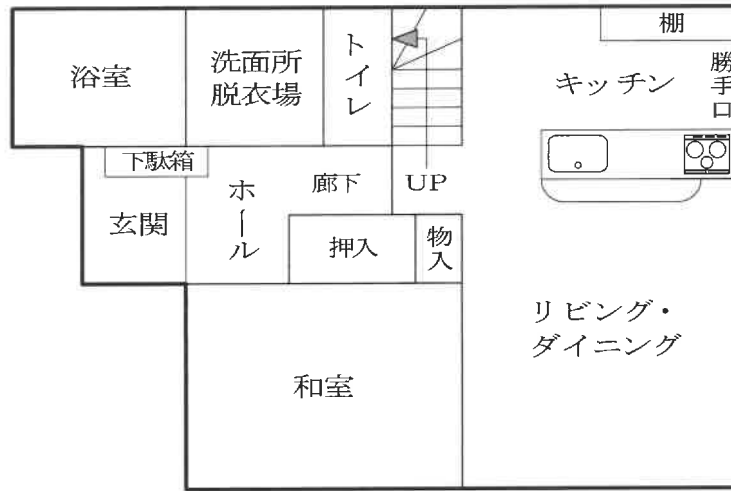 浴室
洗面所
脱衣場
トイレ
棚
キッチン
勝手口
下駄箱
玄関
ホール
廊下
UP
押入
物入
リビング・
ダイニング
和室